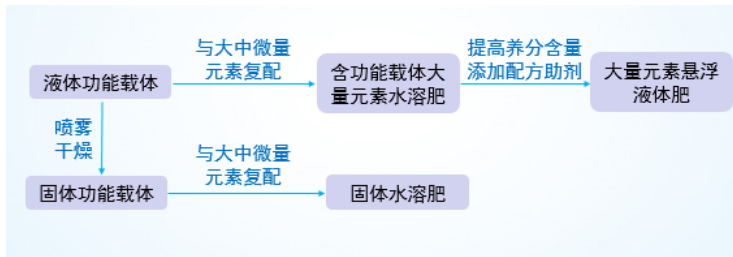 液体功能载体
与大中微量
元素复配
含功能载体大
量元素水溶肥
提高养分含量
添加配方助剂
大量元素悬浮
液体肥
喷雾
干燥
固体功能载体
与大中微量
元素复配
固体水溶肥